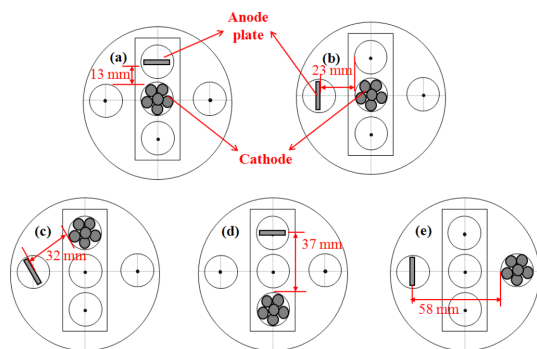 Anode
plate
(a)
13 mm
(b)
23 mm
Cathode
(c)
32 mm
(d)
37 mm
(e)
58 mm